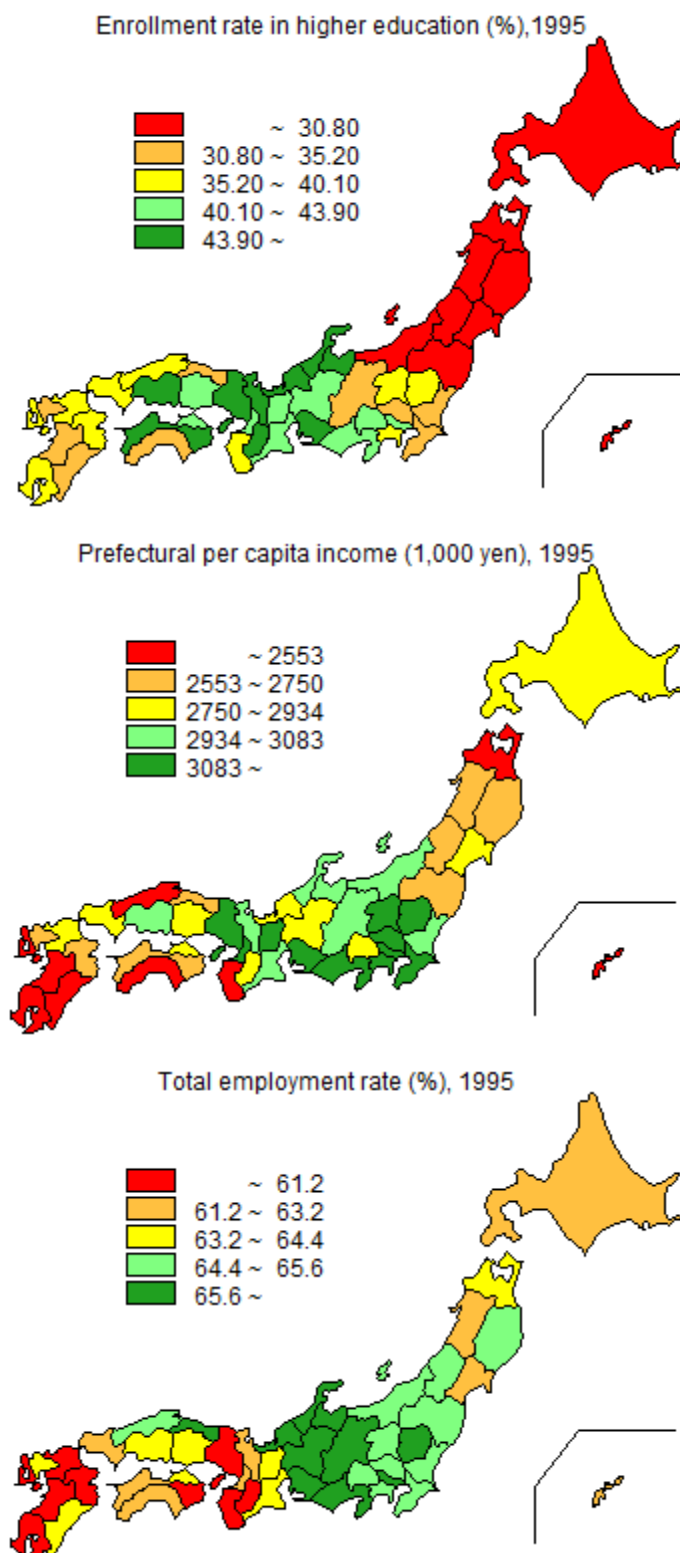 Enrollment rate in higher education (%),1995
~ 30.80
30.80 ~ 35.20
35.20 ~ 40.10
40.10 ~ 43.90
43.90 ~
Prefectural per capita income (1,000 yen), 1995
~ 2553
2553 ~ 2750
2750 ~ 2934
2934 ~ 3083
3083 ~
Total employment rate (%), 1995
~ 61.2
61.2 ~ 63.2
63.2 ~ 64.4
64.4 ~ 65.6
65.6 ~